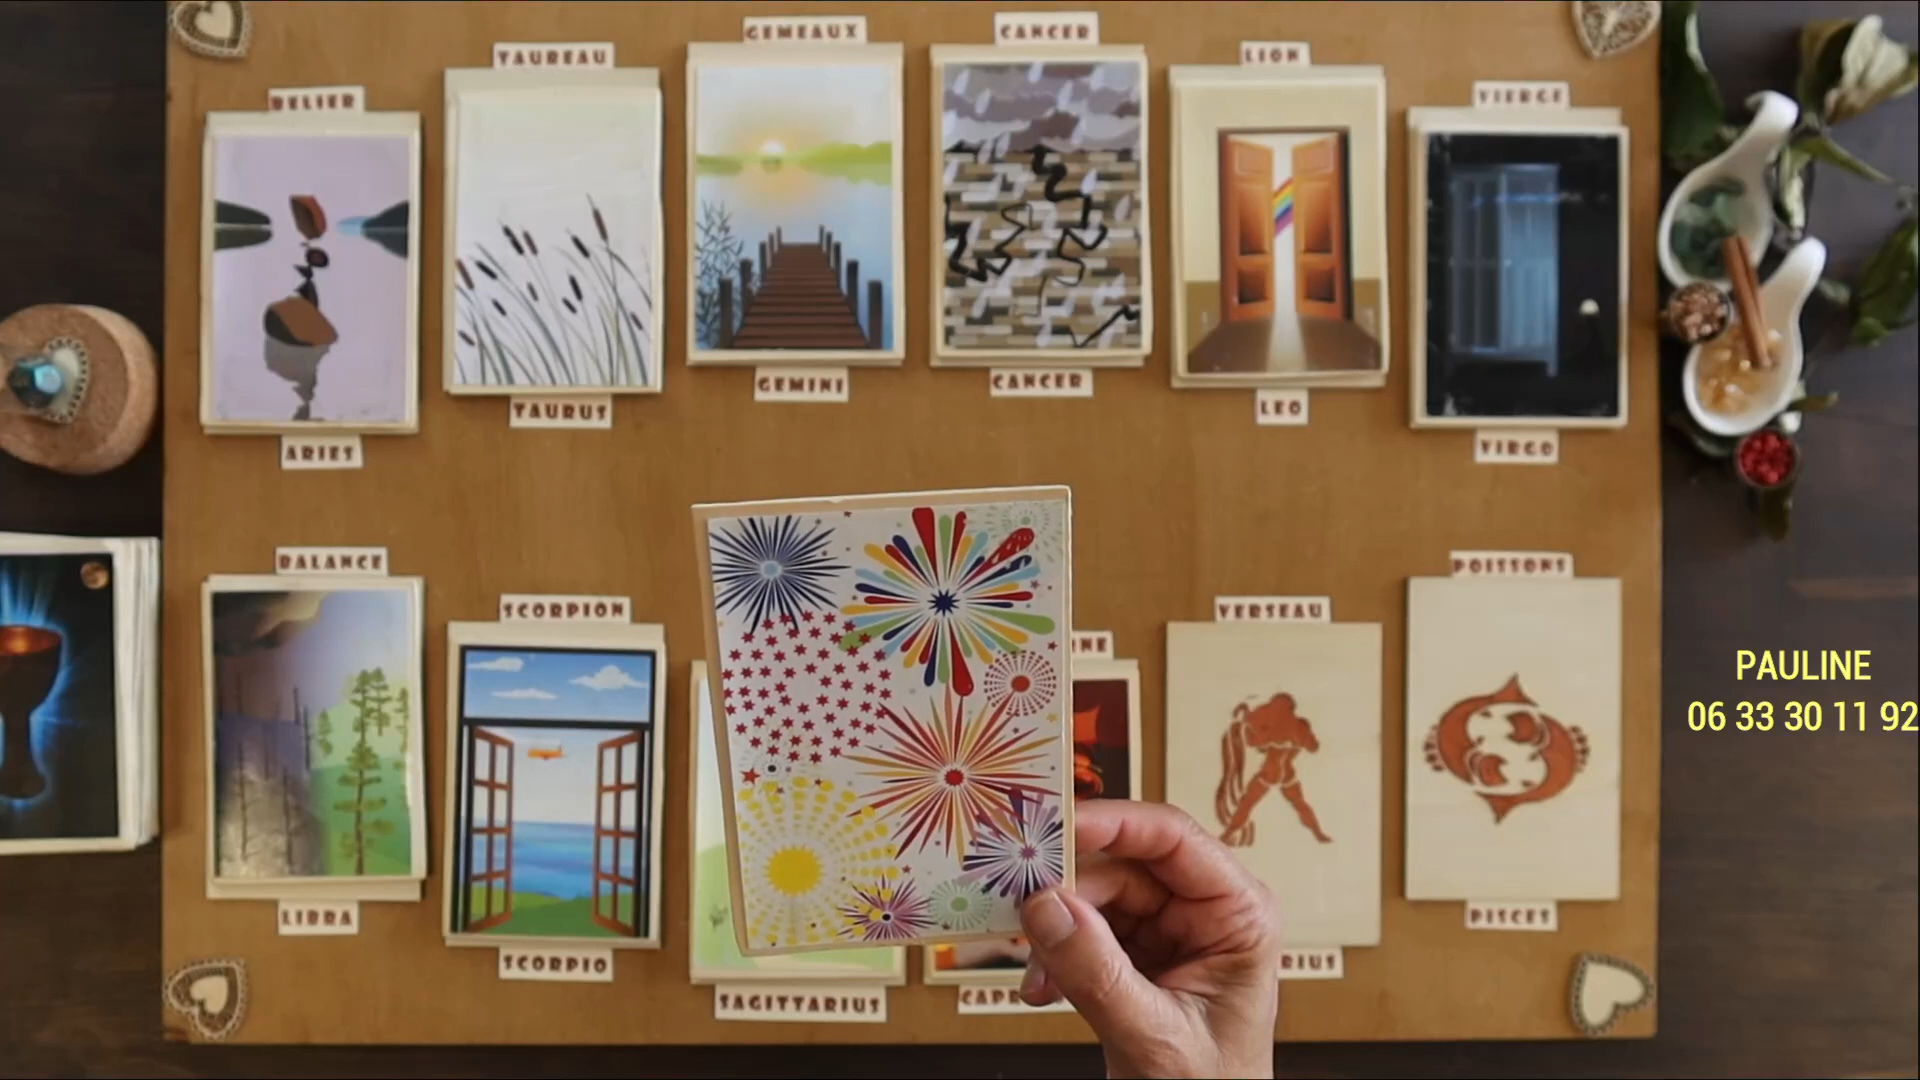 BELIER
TAUREAU
GEMEAUX
CANCER
LION
VIERGE
ARIES
TAURUS
GEMINI
CANCER
LEO
VIRGO
BALANCE
SCORPION
VERSEAU
POISSONS
LIBRA
SCORPIO
SAGITTARIUS
PISCES
PAULINE
06 33 30 11 92